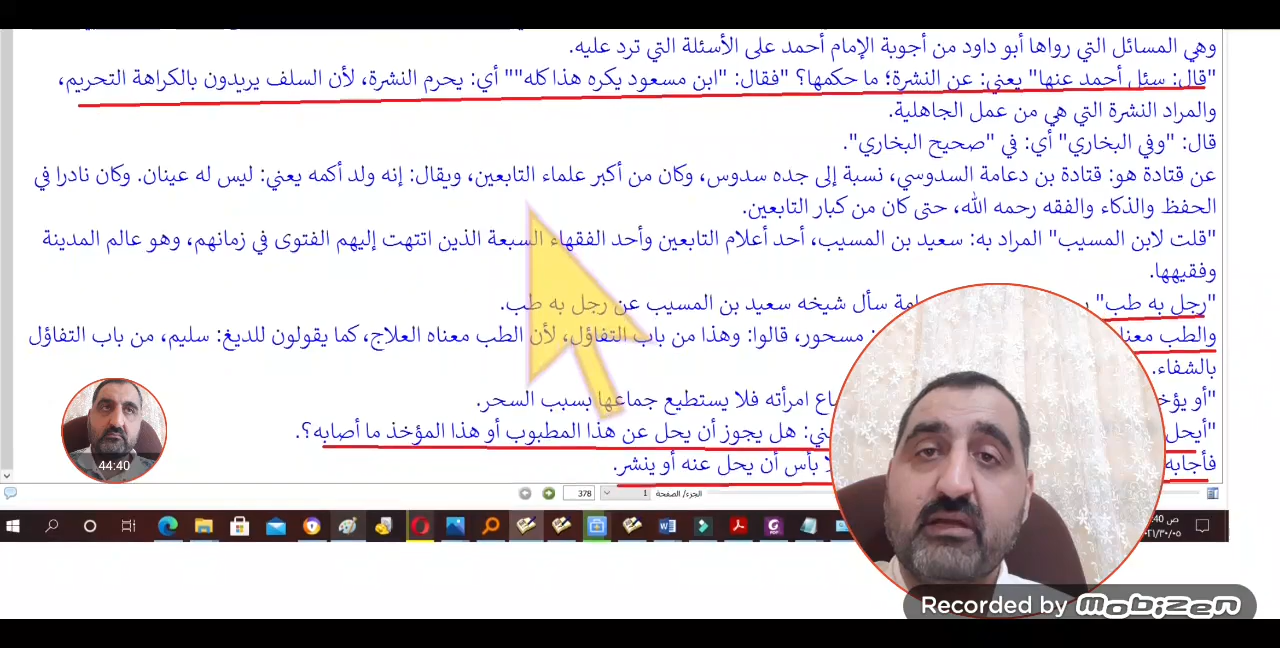 وهي المسائل التي رواها أبو داود من أجوبة الإمام أحمد على الأسئلة التي ترد عليه.
"قال: سئل أحمد عنها" يعني: عن النشرة؛ ما حكمها؟ "فقال: "ابن مسعود يكره هذا كله"" أي: يحرم النشرة، لأن السلف يريدون بالكراهة التحريم،
والمراد النشرة التي هي من عمل الجاهلية.
قال: "وفي البخاري" أي: في "صحيح البخاري".
عن قتادة هو: قتادة بن دعامة السدوسي، نسبة إلى جده سدوس، وكان من أكبر علماء التابعين، ويقال: إنه ولد أكمه يعني: ليس له عينان. وكان نادرا في
الحفظ والذكاء والفقه رحمه الله، حتى كان من كبار التابعين.
"قلت لابن المسيب" المراد به: سعيد بن المسيب، أحد أعلام التابعين وأحد الفقهاء السبعة الذين انتهت إليهم الفتوى في زمانهم، وهو عالم المدينة
وفقيهها.
"رجل به طب" سأل شيخه سعيد بن المسيب عن رجل به طب.
والطب مسحور، قالوا: وهذا من باب التفاؤل، لأن الطب معناه العلاج، كما يقولون للديغ: سليم، من باب التفاؤل
بالشفاء.
"أو امرأته فلا يستطيع جماعها بسبب السحر.
هل يجوز أن يحل عن هذا المطبوب أو هذا المؤخذ ما أصابه؟.
فأجابه بأس أن يحل عنه أو ينشر.
44:40
الجزء/ الصفحة 1 378
Recorded by Mobizen